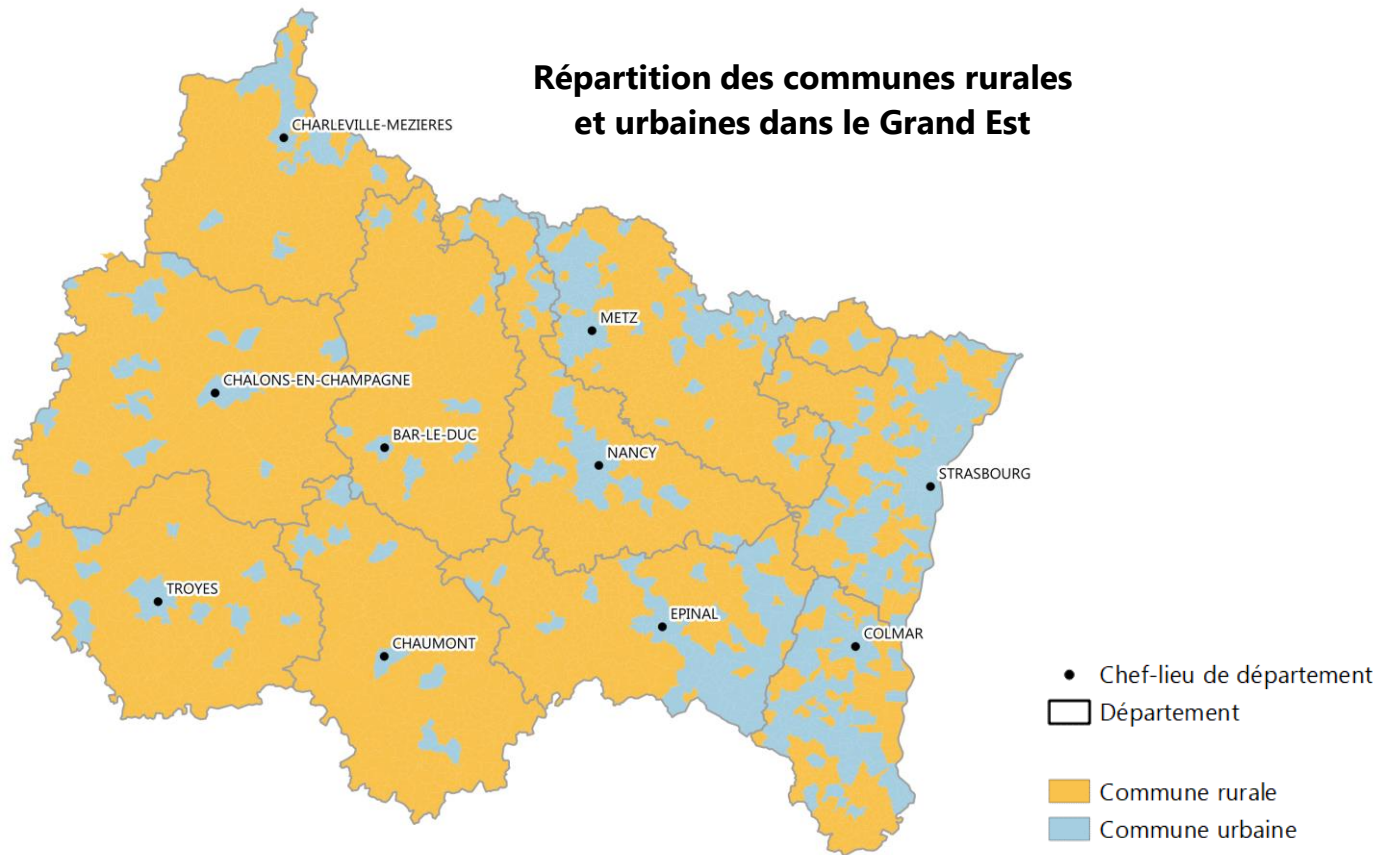 Répartition des communes rurales
et urbaines dans le Grand Est
CHARLEVILLE-MEZIERES
METZ
CHALONS-EN-CHAMPAGNE
BAR-LE-DUC
NANCY
STRASBOURG
TROYES
EPINAL
CHAUMONT
COLMAR
Chef-lieu de département
Département
Commune rurale
Commune urbaine